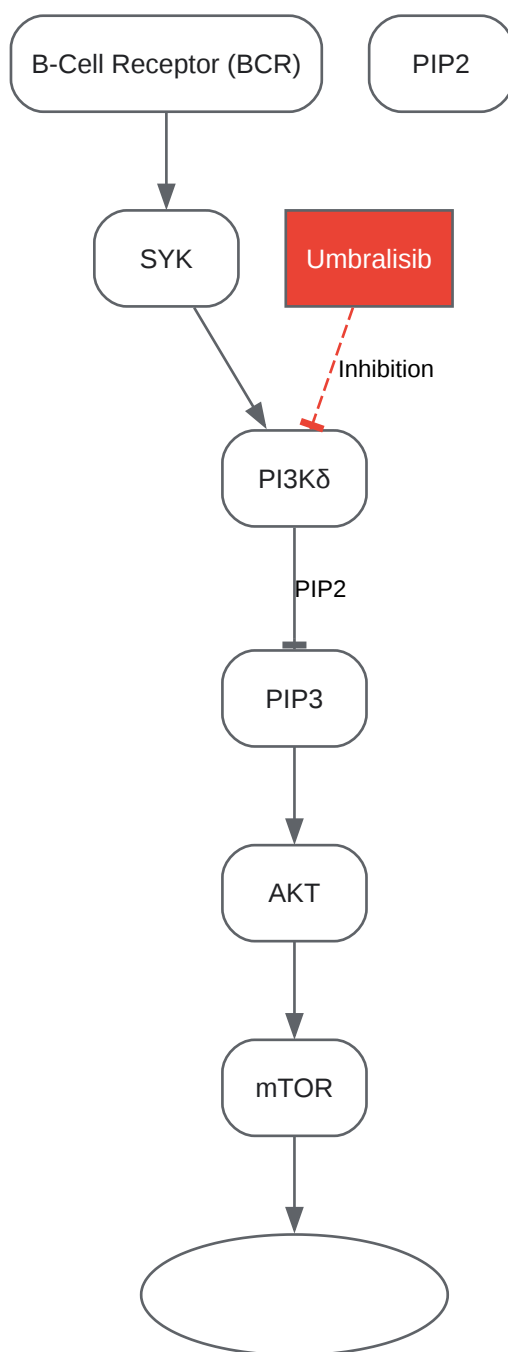 B-Cell Receptor (BCR)
PIP2
SYK
Umbralisib
Inhibition
PI3Kδ
PIP2
PIP3
AKT
mTOR